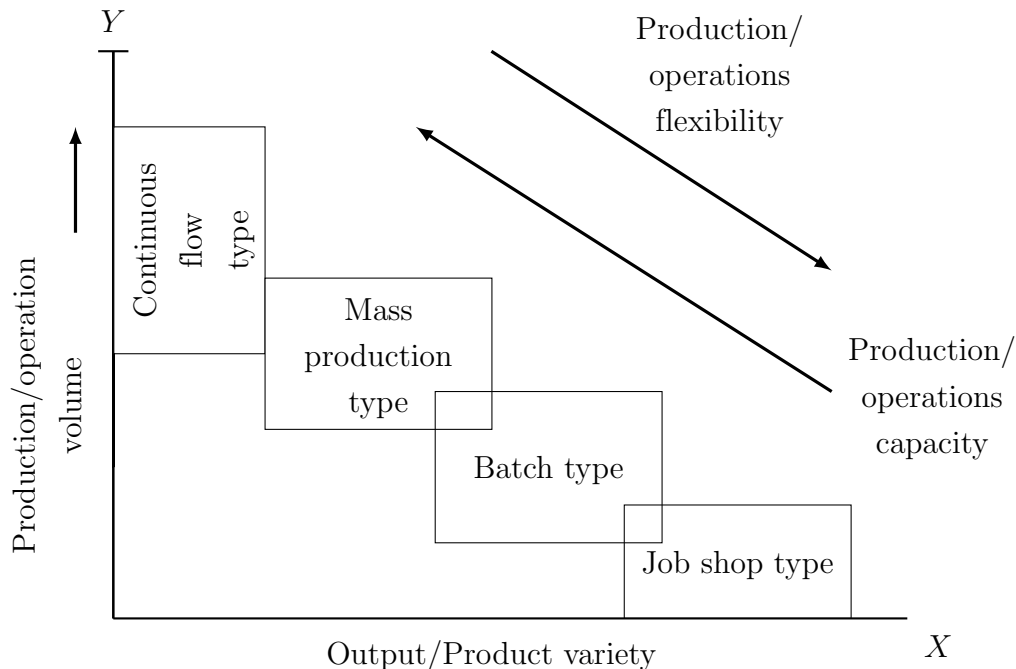 Y
Production/
operations
flexibility
Continuous
flow
type
Production/operation
volume
Mass
production
type
Production/
operations
capacity
Batch type
Job shop type
Output/Product variety
X